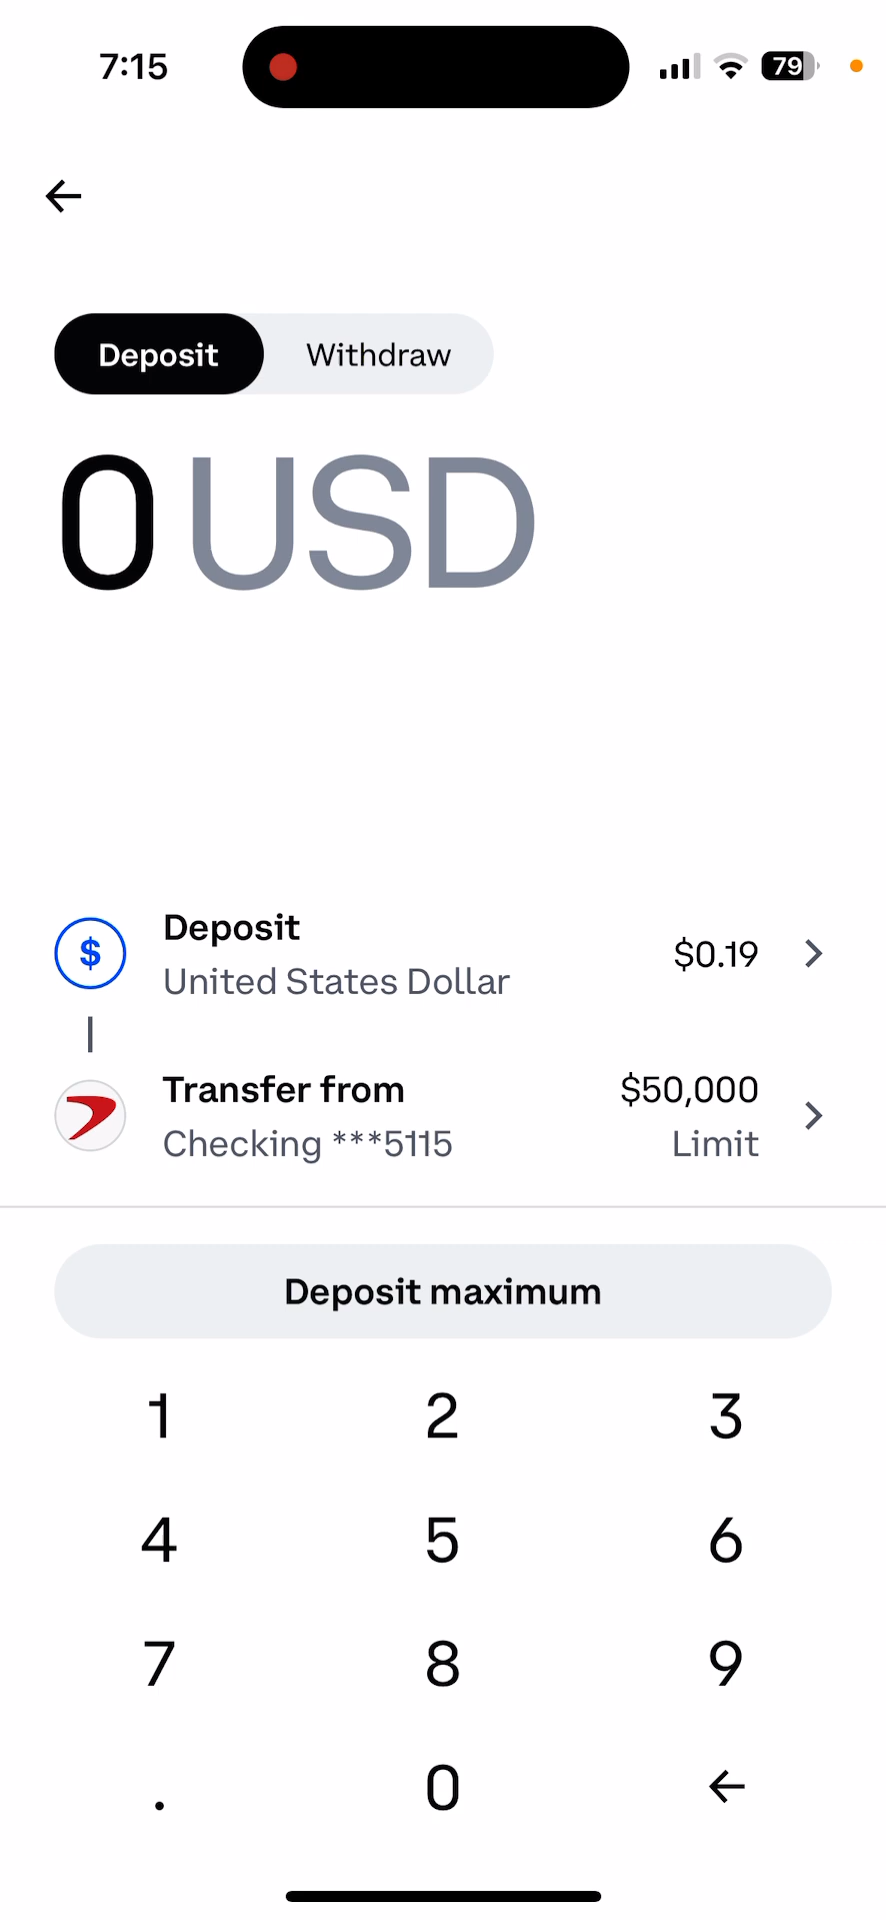 7:15
79
Deposit
Withdraw
0 USD
$
Deposit
United States Dollar
$0.19
Transfer from
Checking ***5115
$50,000
Limit
Deposit maximum
1 2 3
4 5 6
7 8 9
. 0